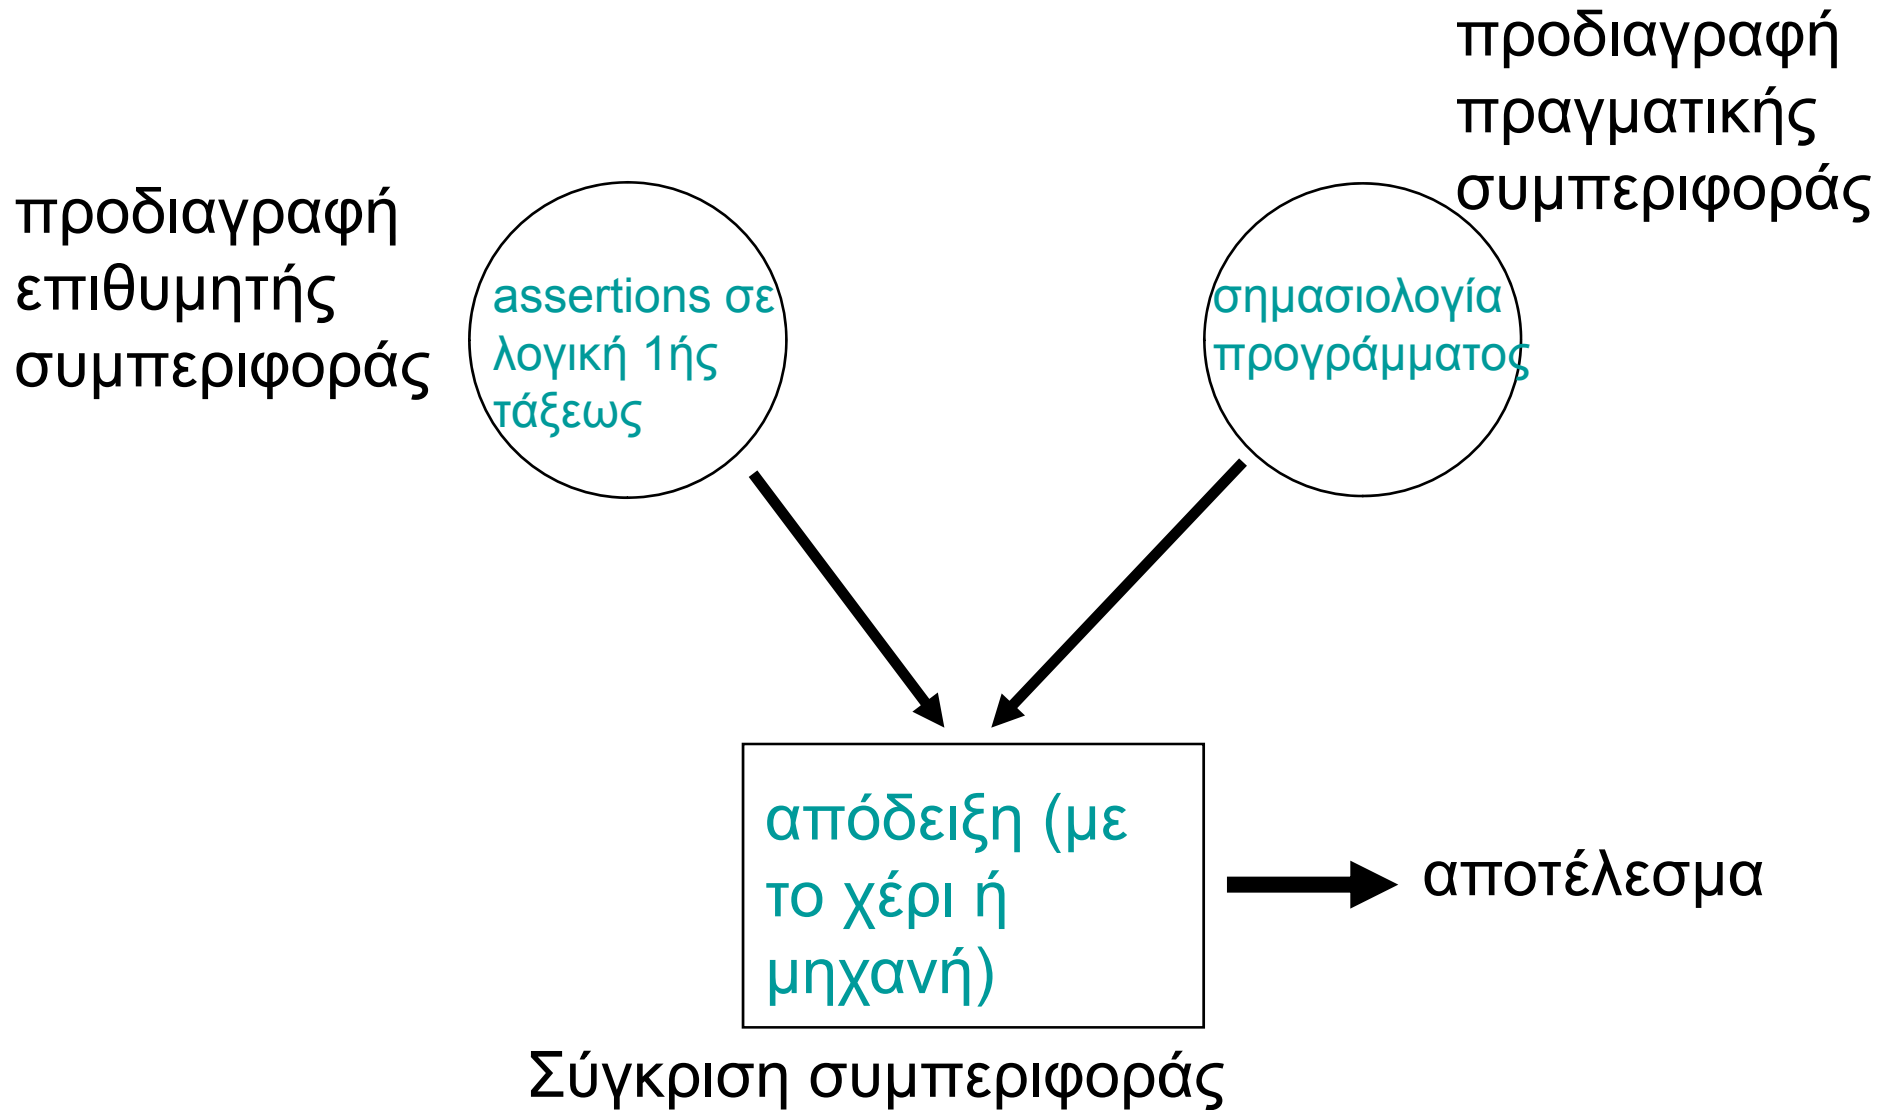 προδιαγραφή
πραγματικής
συμπεριφοράς
προδιαγραφή
επιθυμητής
συμπεριφοράς
assertions σε
λογική 1ής
τάξεως
σημασιολογία
προγράμματος
απόδειξη (με
το χέρι ή
μηχανή)
αποτέλεσμα
Σύγκριση συμπεριφοράς